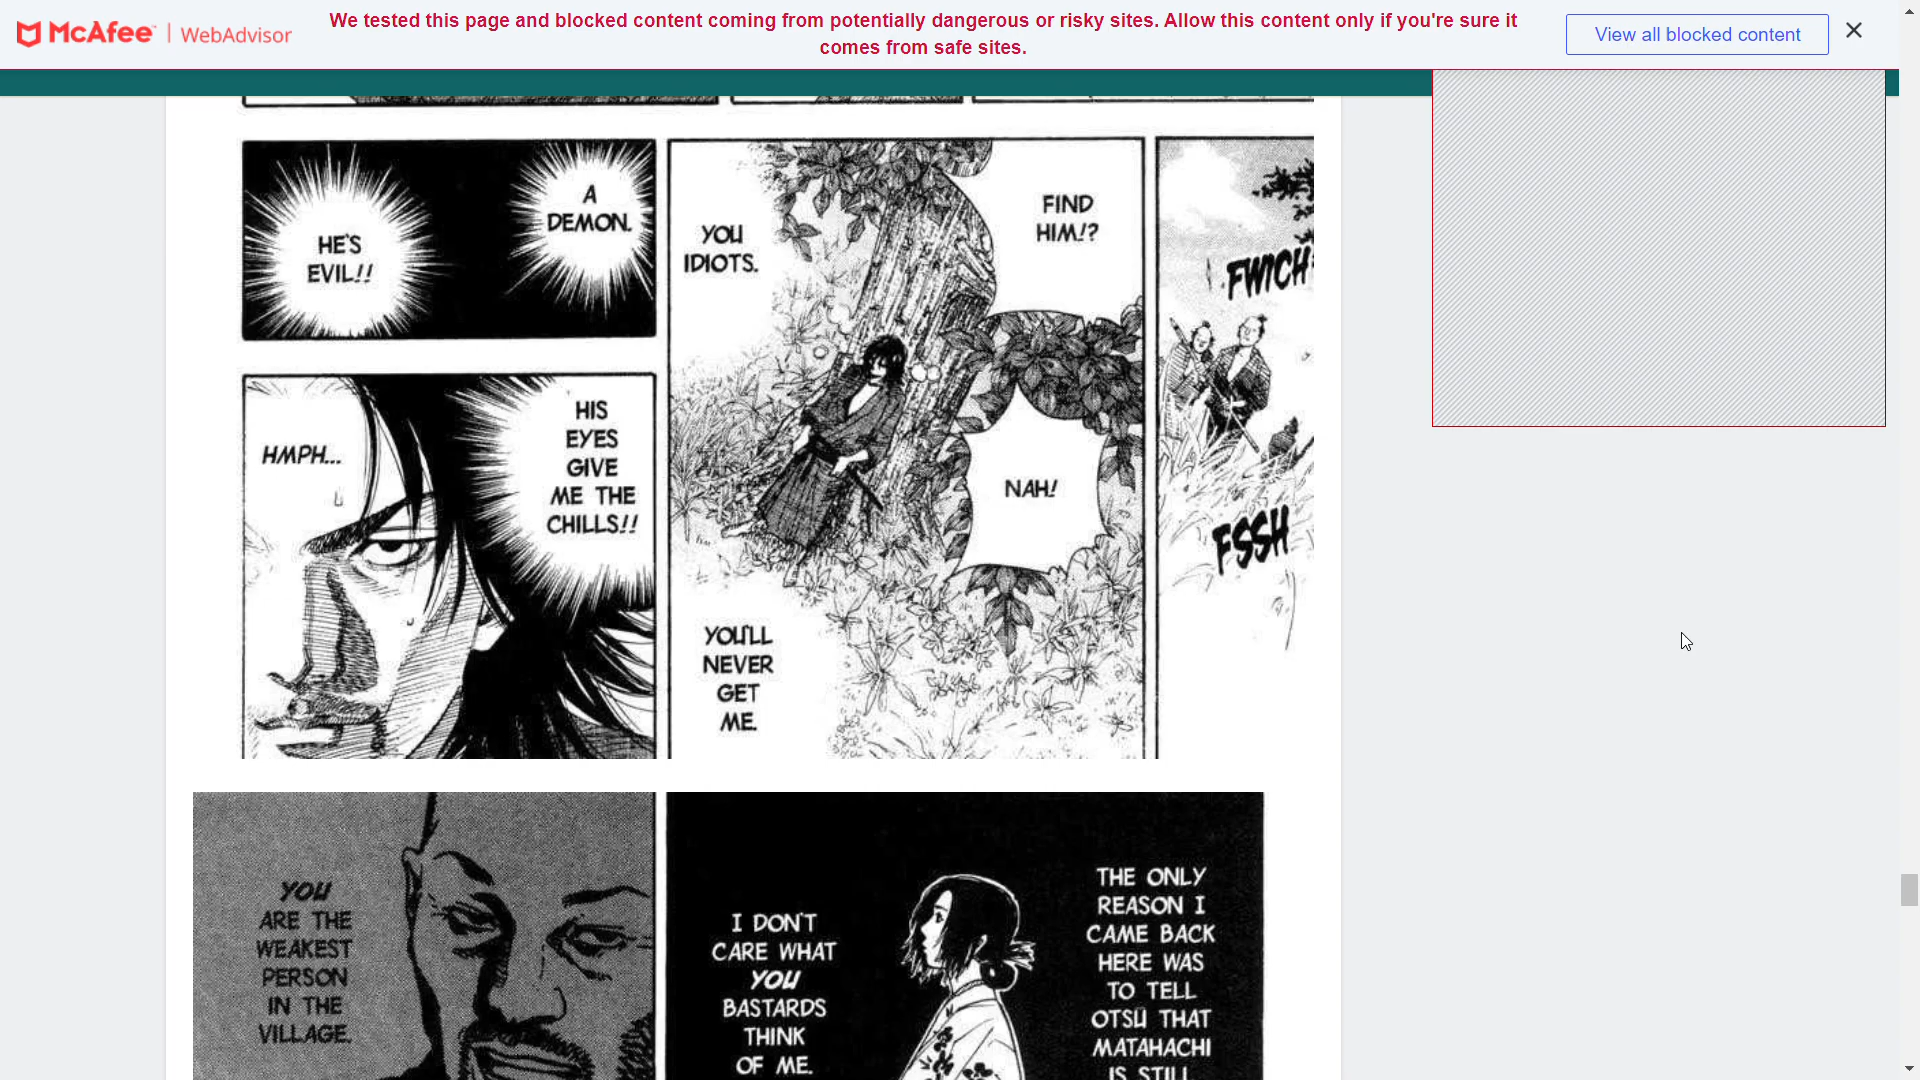 McAfee | WebAdvisor
We tested this page and blocked content coming from potentially dangerous or risky sites. Allow this content only if you're sure it
comes from safe sites.
View all blocked content
FIND
HIM!?
YOU
IDIOTS.
NAH!
YOU'LL
NEVER
GET
ME.
FWICH
FSSH
A
DEMON.
HE'S
EVIL!!
HIS
EYES
GIVE
ME THE
CHILLS!!
HMPH...
THE ONLY
REASON I
CAME BACK
HERE WAS
TO TELL
OTSŪ THAT
MATAHACHI
IS STILL
I DON'T
CARE WHAT
YOU
BASTARDS
THINK
OF ME.
YOU
ARE THE
WEAKEST
PERSON
IN THE
VILLAGE.